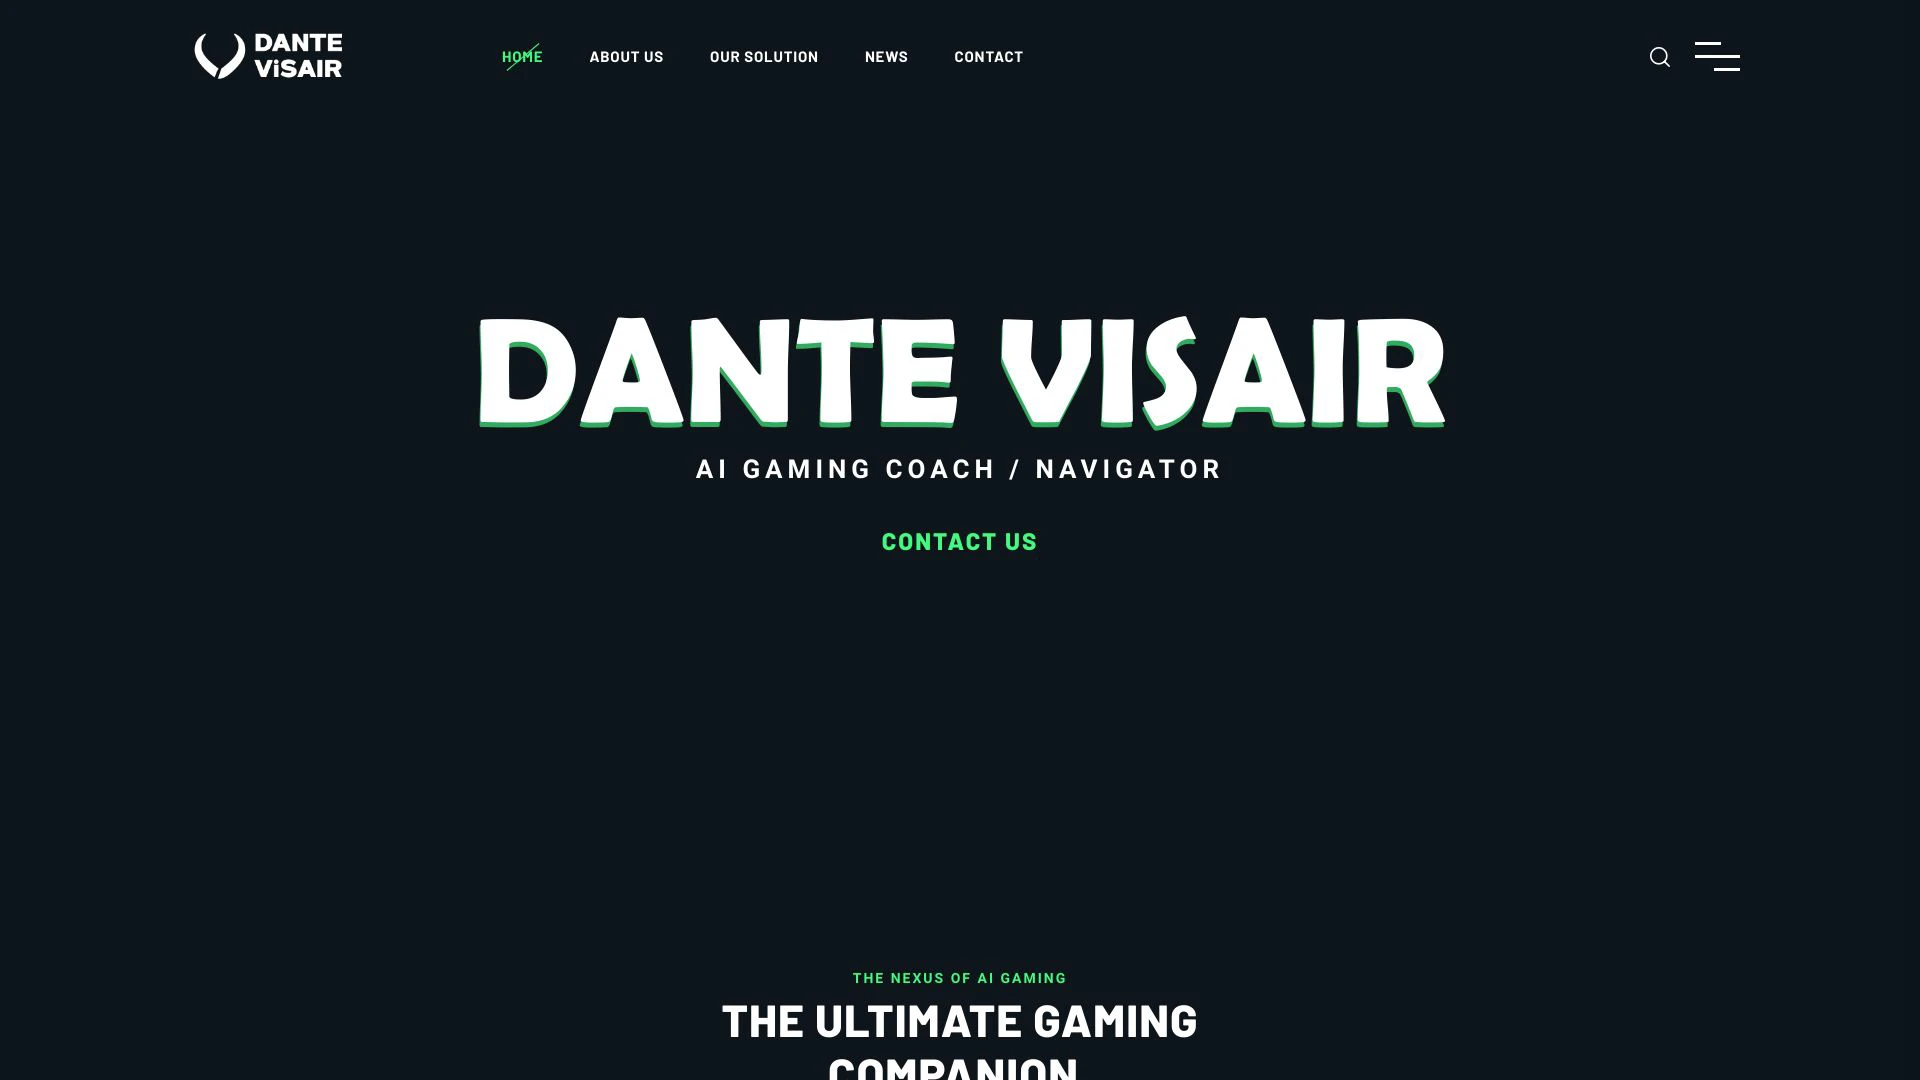 DANTE
ViSAIR
HOME
ABOUT US
OUR SOLUTION
NEWS
CONTACT
DANTE VISAIR
AI GAMING COACH / NAVIGATOR
CONTACT US
THE NEXUS OF AI GAMING
THE ULTIMATE GAMING
COMPANION